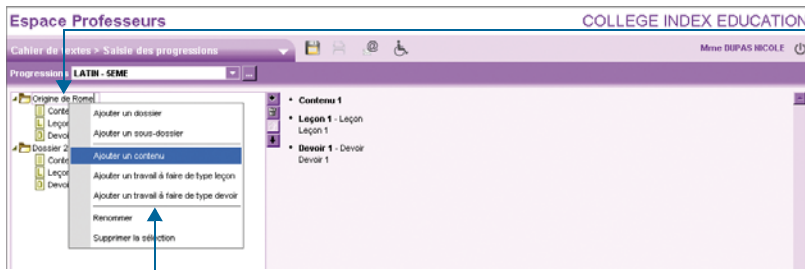 Espace Professeurs
COLLEGE INDEX EDUCATION
Cahier de textes > Saisie des progressions
@
Mme DUPAS NICOLE
Progressions LATIN - 5EME ...
Origine de Rome
Conte
L Leçon
D Devoi
Dossier 2
Conte
L Leçon
D Devoi
Ajouter un dossier
Ajouter un sous-dossier
Ajouter un contenu
Ajouter un travail à faire de type leçon
Ajouter un travail à faire de type devoir
Renommer
Supprimer la sélection
• Contenu 1
• Leçon 1 - Leçon
Leçon 1
• Devoir 1 - Devoir
Devoir 1